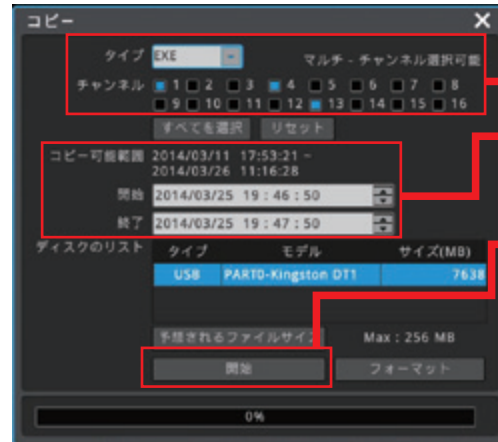 コピー
タイプ EXE マルチ - チャンネル選択可能
チャンネル 1 2 3 4 5 6 7 8
9 10 11 12 13 14 15 16
すべてを選択 リセット
コピー可能範囲 2014/03/11 17:53:21 ~
2014/03/26 11:16:28
開始 2014/03/25 19 : 46 : 50
終了 2014/03/25 19 : 47 : 50
ディスクのリスト タイプ モデル サイズ(MB)
USB PART0-Kingston DT1 7638
予想されるファイルサイズ Max : 256 MB
開始 フォーマット
0%